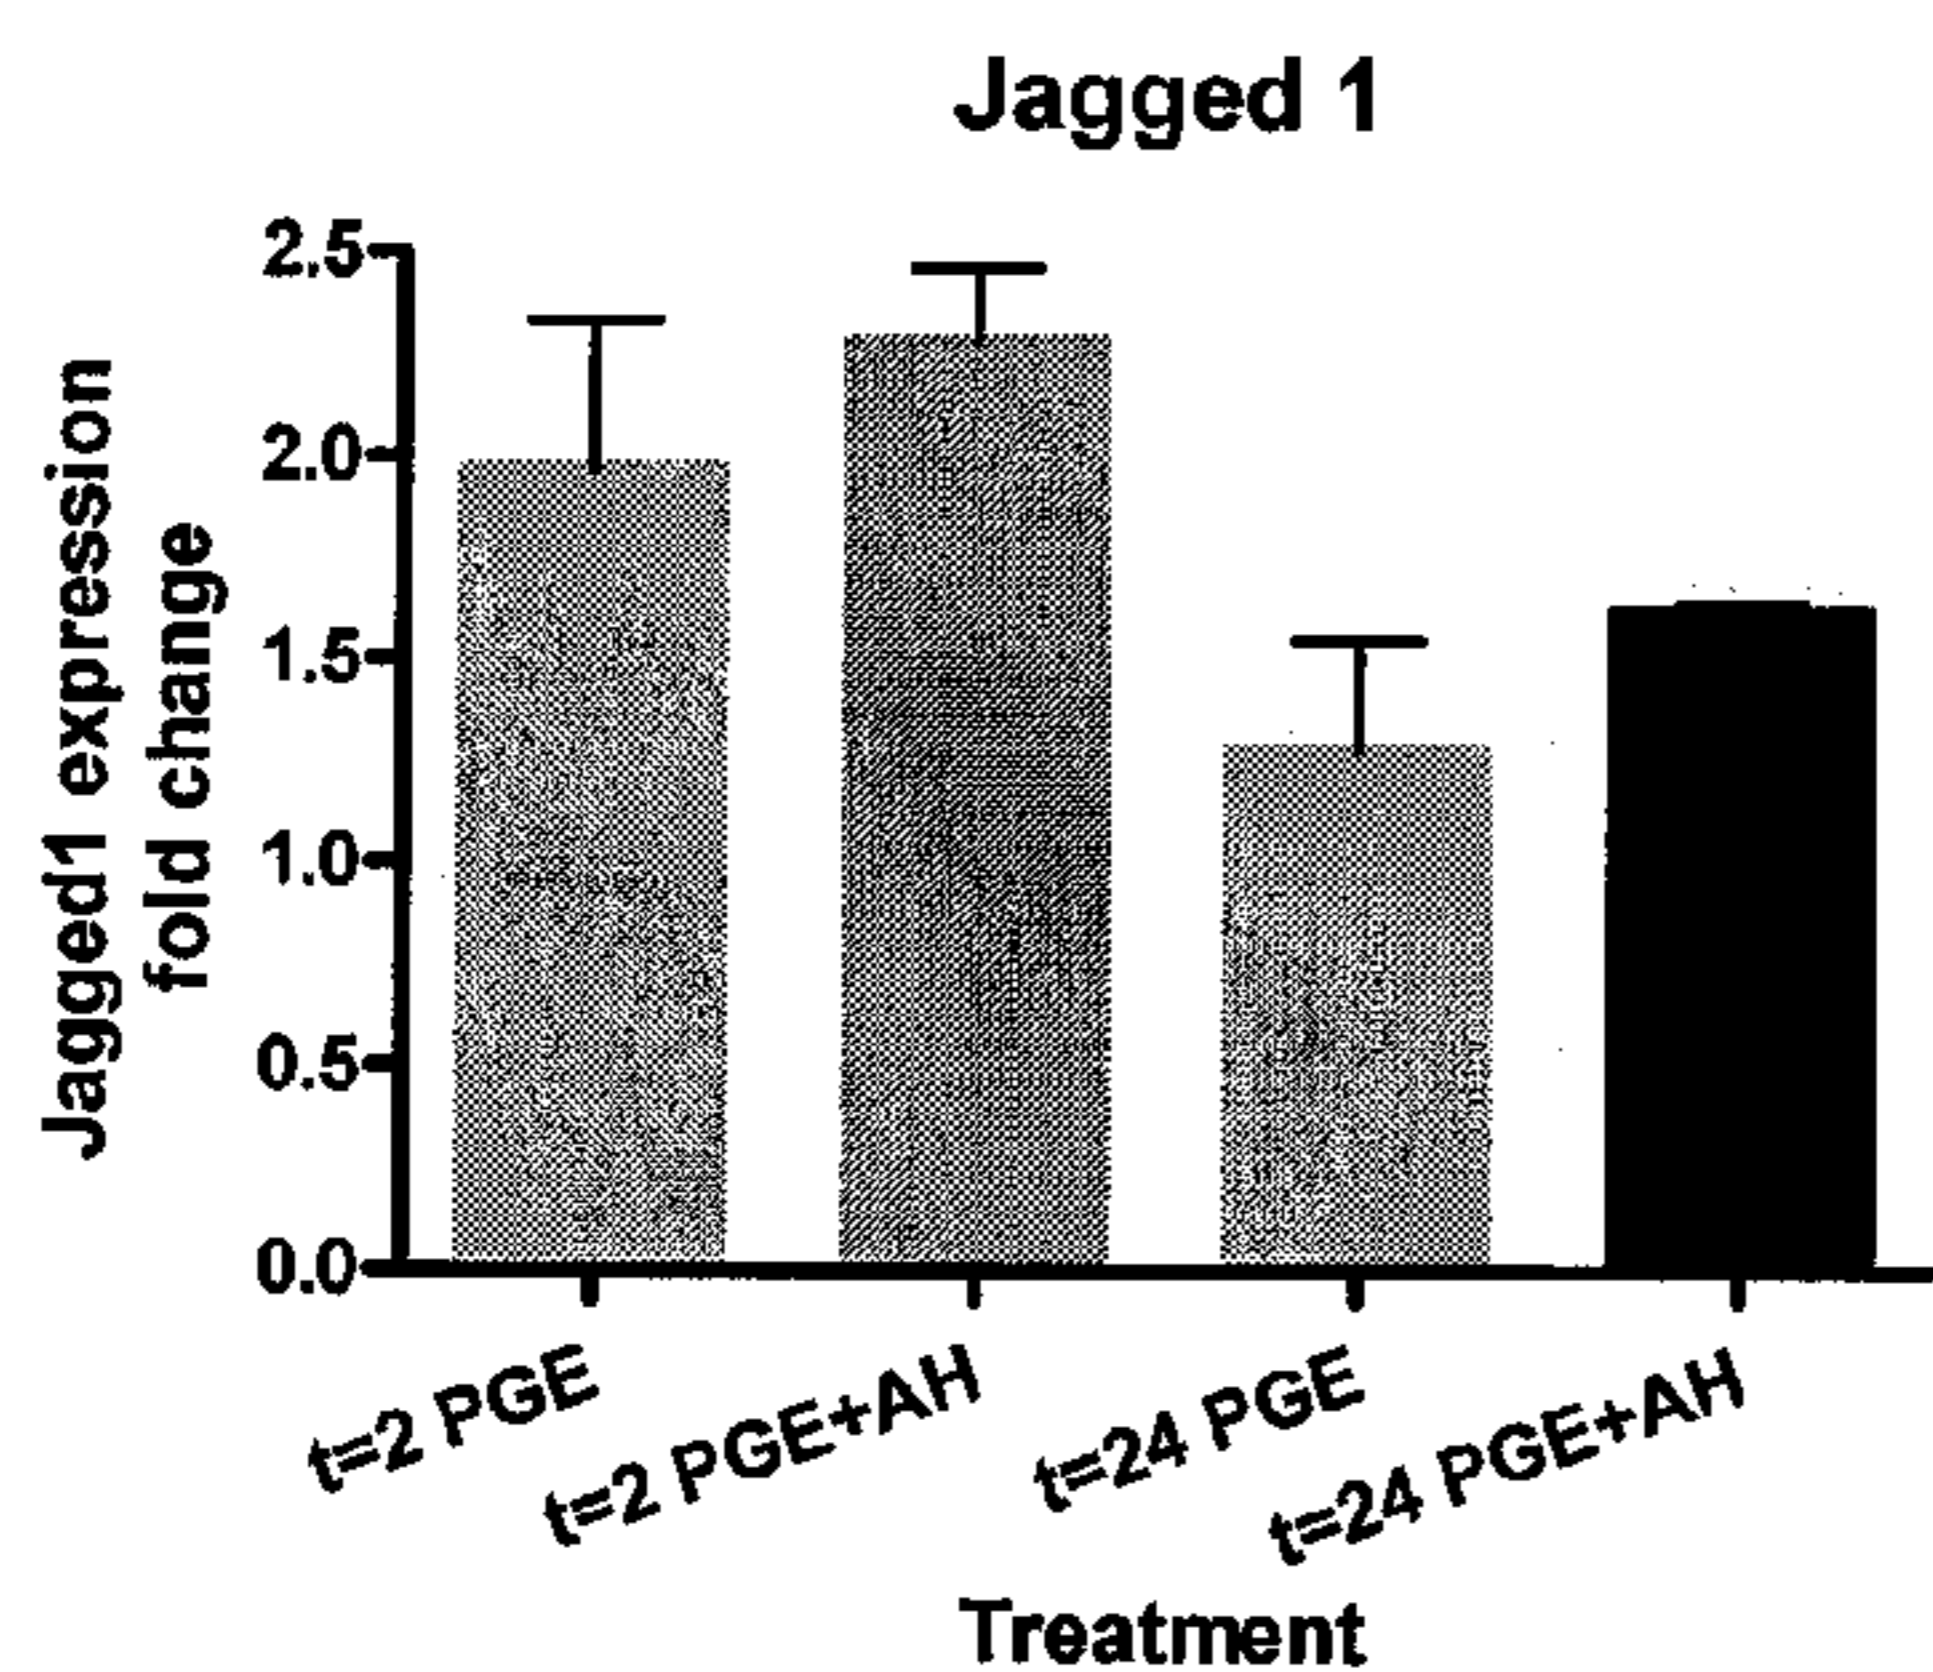 Jagged 1
Jagged1 expression
fold change
2.5
2.0
1.5
1.0
0.5
0.0
t=2 PGE
t=2 PGE+AH
t=24 PGE
t=24 PGE+AH
Treatment